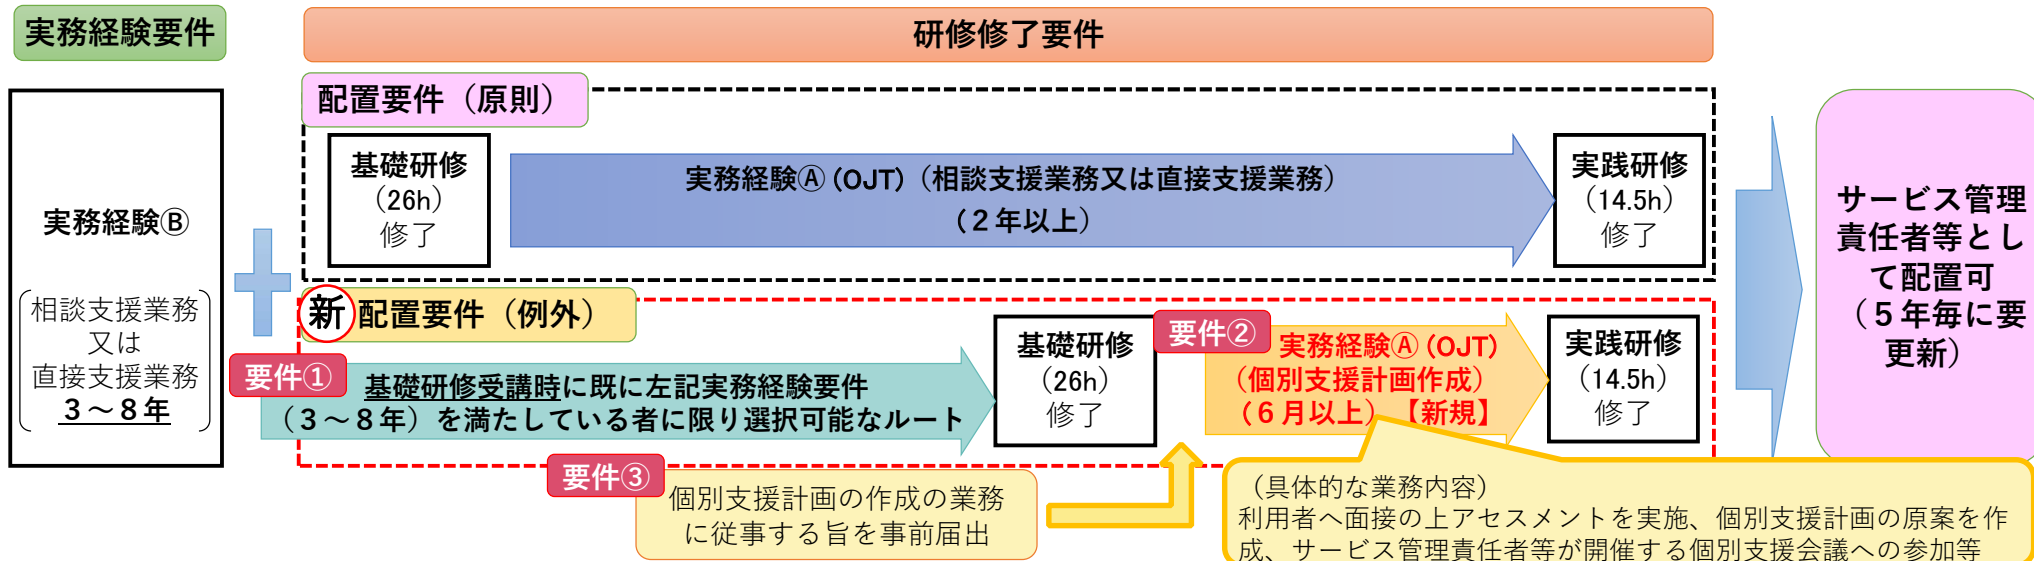 実務経験要件
研修修了要件
配置要件（原則）
実務経験Ⓑ
相談支援業務
又は
直接支援業務
３～８年
基礎研修
（26h）
修了
実務経験Ⓐ（OJT）（相談支援業務又は直接支援業務）
（２年以上）
実践研修
（14.5h）
修了
新 配置要件（例外）
要件①
基礎研修受講時に既に左記実務経験要件
（３～８年）を満たしている者に限り選択可能なルート
基礎研修
（26h）
修了
要件②
実務経験Ⓐ（OJT）
（個別支援計画作成）
（６月以上）【新規】
実践研修
（14.5h）
修了
要件③
個別支援計画の作成の業務
に従事する旨を事前届出
（具体的な業務内容）
利用者へ面接の上アセスメントを実施、個別支援計画の原案を作
成、サービス管理責任者等が開催する個別支援会議への参加等
サービス管理
責任者等とし
て配置可
（５年毎に要
更新）